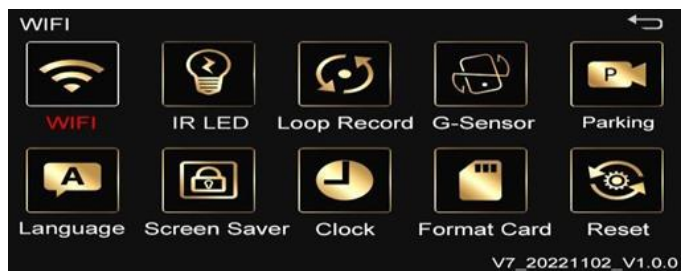 WIFI
WIFI IR LED Loop Record G-Sensor P Parking
A Language Screen Saver Clock Format Card Reset
V7_20221102_V1.0.0